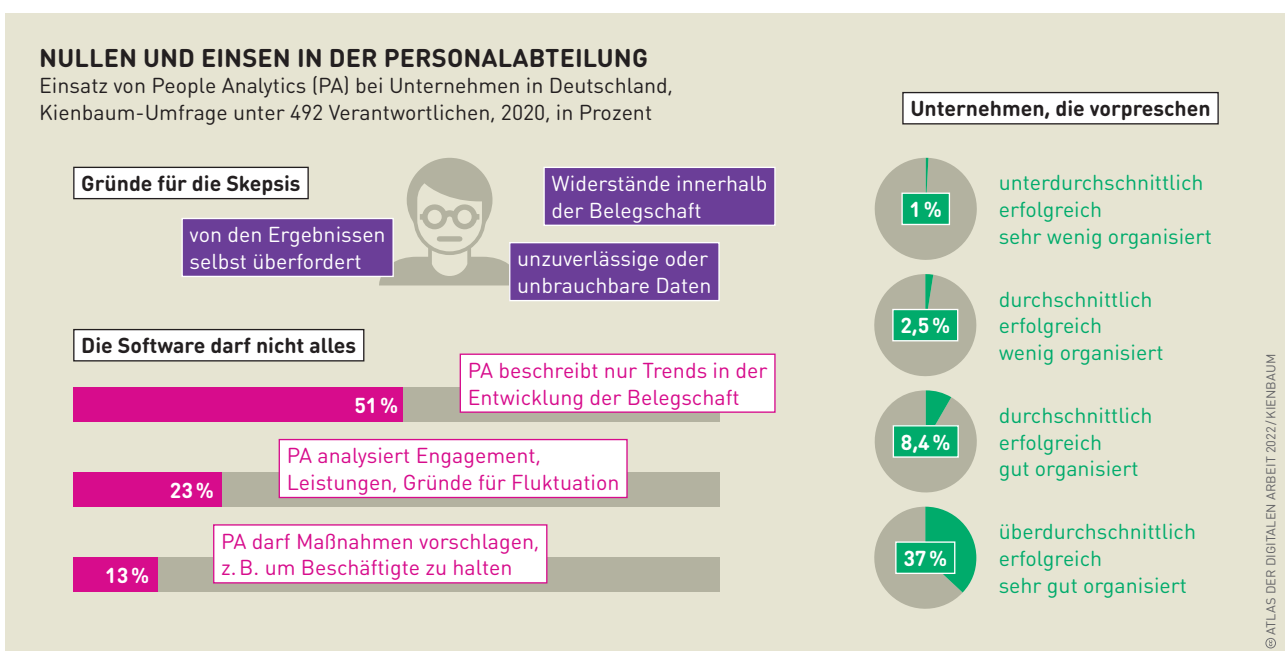 NULLEN UND EINSEN IN DER PERSONALABTEILUNG
Einsatz von People Analytics (PA) bei Unternehmen in Deutschland,
Kienbaum-Umfrage unter 492 Verantwortlichen, 2020, in Prozent
Gründe für die Skepsis
Widerstände innerhalb
der Belegschaft
von den Ergebnissen
selbst überfordert
unzuverlässige oder
unbrauchbare Daten
Die Software darf nicht alles
PA beschreibt nur Trends in der
Entwicklung der Belegschaft
51 %
PA analysiert Engagement,
Leistungen, Gründe für Fluktuation
23 %
PA darf Maßnahmen vorschlagen,
z. B. um Beschäftigte zu halten
13 %
Unternehmen, die vorpreschen
1 %
unterdurchschnittlich
erfolgreich
sehr wenig organisiert
2,5 %
durchschnittlich
erfolgreich
wenig organisiert
8,4 %
durchschnittlich
erfolgreich
gut organisiert
37 %
überdurchschnittlich
erfolgreich
sehr gut organisiert
© ATLAS DER DIGITALEN ARBEIT 2022 / KIENBAUM